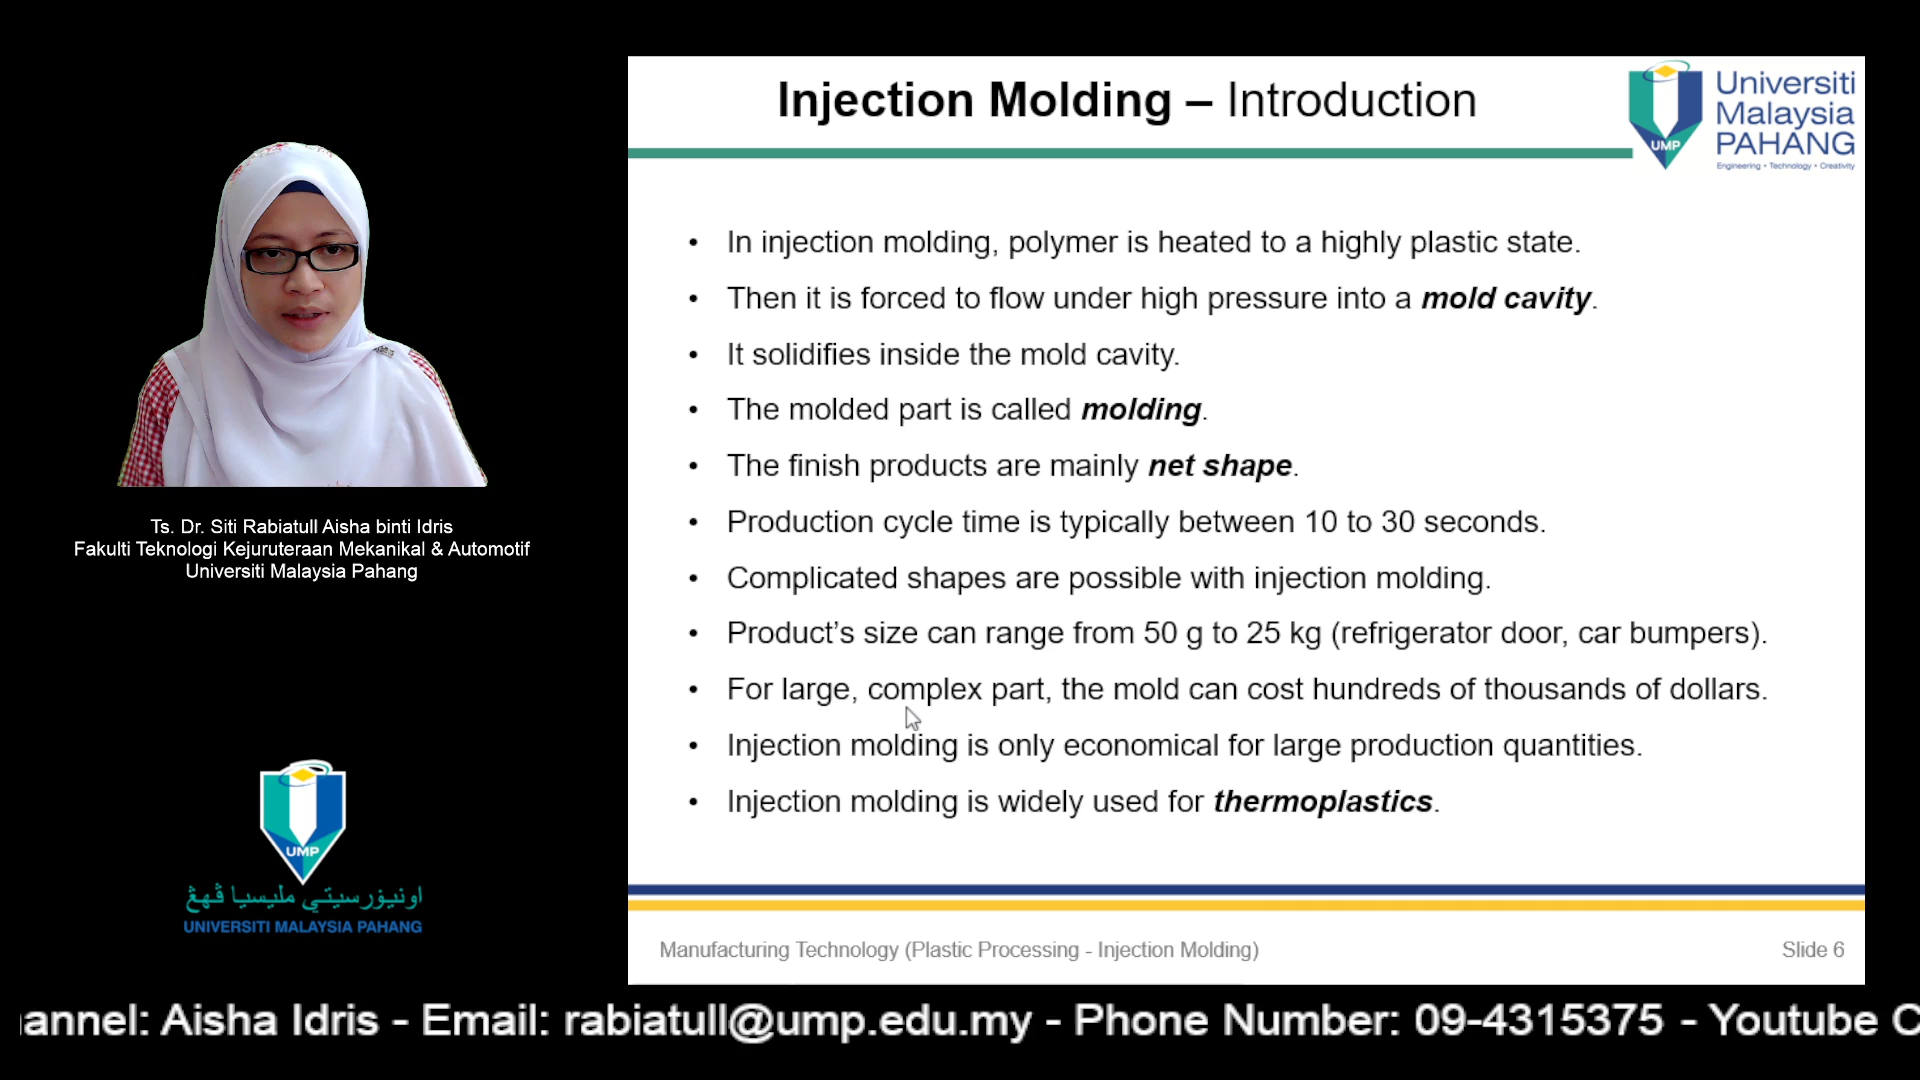 Injection Molding – Introduction
Universiti
Malaysia
PAHANG
Engineering • Technology • Creativity
UMP
• In injection molding, polymer is heated to a highly plastic state.
• Then it is forced to flow under high pressure into a mold cavity.
• It solidifies inside the mold cavity.
• The molded part is called molding.
• The finish products are mainly net shape.
• Production cycle time is typically between 10 to 30 seconds.
• Complicated shapes are possible with injection molding.
• Product’s size can range from 50 g to 25 kg (refrigerator door, car bumpers).
• For large, complex part, the mold can cost hundreds of thousands of dollars.
• Injection molding is only economical for large production quantities.
• Injection molding is widely used for thermoplastics.
Manufacturing Technology (Plastic Processing - Injection Molding)
Slide 6
Ts. Dr. Siti Rabiatull Aisha binti Idris
Fakulti Teknologi Kejuruteraan Mekanikal & Automotif
Universiti Malaysia Pahang
UMP
اونيۏرسيتي مليسيا ڤهڠ
UNIVERSITI MALAYSIA PAHANG
annel: Aisha Idris - Email: rabiatull@ump.edu.my - Phone Number: 09-4315375 - Youtube C